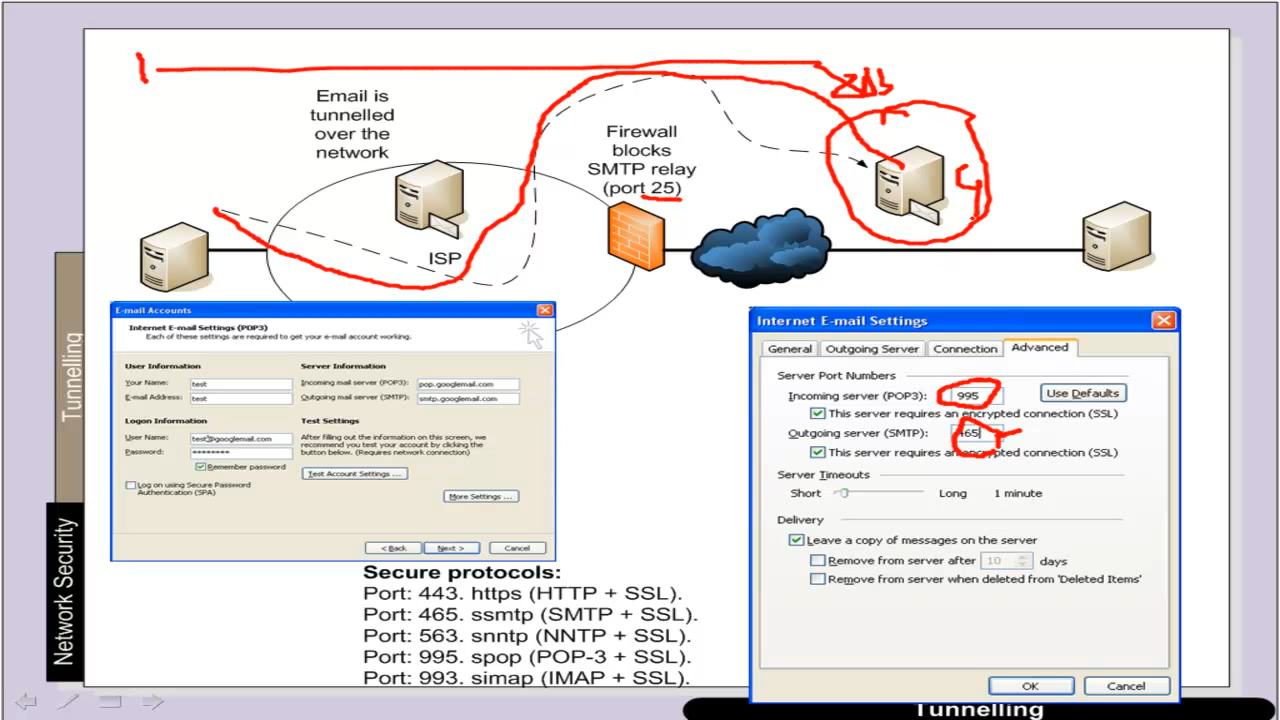 Email is
tunnelled
over the
network
Firewall
blocks
SMTP relay
(port 25)
ISP
Tunnelling
Network Security
E-mail Accounts
Internet E-mail Settings (POP3)
Each of these settings are required to get your e-mail account working.
User Information
Your Name: test
E-mail Address: test
Logon Information
User Name: test@googlemail.com
Password: ********
Remember password
Log on using Secure Password
Authentication (SPA)
Server Information
Incoming mail server (POP3): pop.googlemail.com
Outgoing mail server (SMTP): smtp.googlemail.com
Test Settings
After filling out the information on this screen, we
recommend you test your account by clicking the
button below. (Requires network connection)
Test Account Settings ...
More Settings ...
< Back Next > Cancel
Internet E-mail Settings
General Outgoing Server Connection Advanced
Server Port Numbers
Incoming server (POP3): 995 Use Defaults
This server requires an encrypted connection (SSL)
Outgoing server (SMTP): 465
This server requires an encrypted connection (SSL)
Server Timeouts
Short Long 1 minute
Delivery
Leave a copy of messages on the server
Remove from server after 10 days
Remove from server when deleted from 'Deleted Items'
OK Cancel
Secure protocols:
Port: 443. https (HTTP + SSL).
Port: 465. ssmtp (SMTP + SSL).
Port: 563. snntp (NNTP + SSL).
Port: 995. spop (POP-3 + SSL).
Port: 993. simap (IMAP + SSL).
Tunnelling